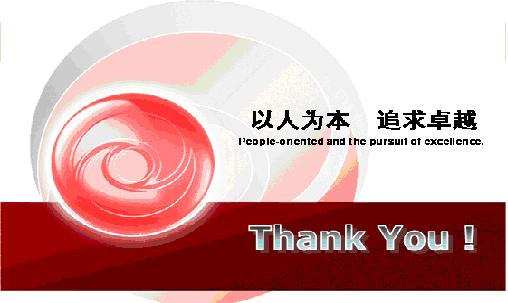 以人为本　追求卓越
People-oriented and the pursuit of excellence.
Thank You !